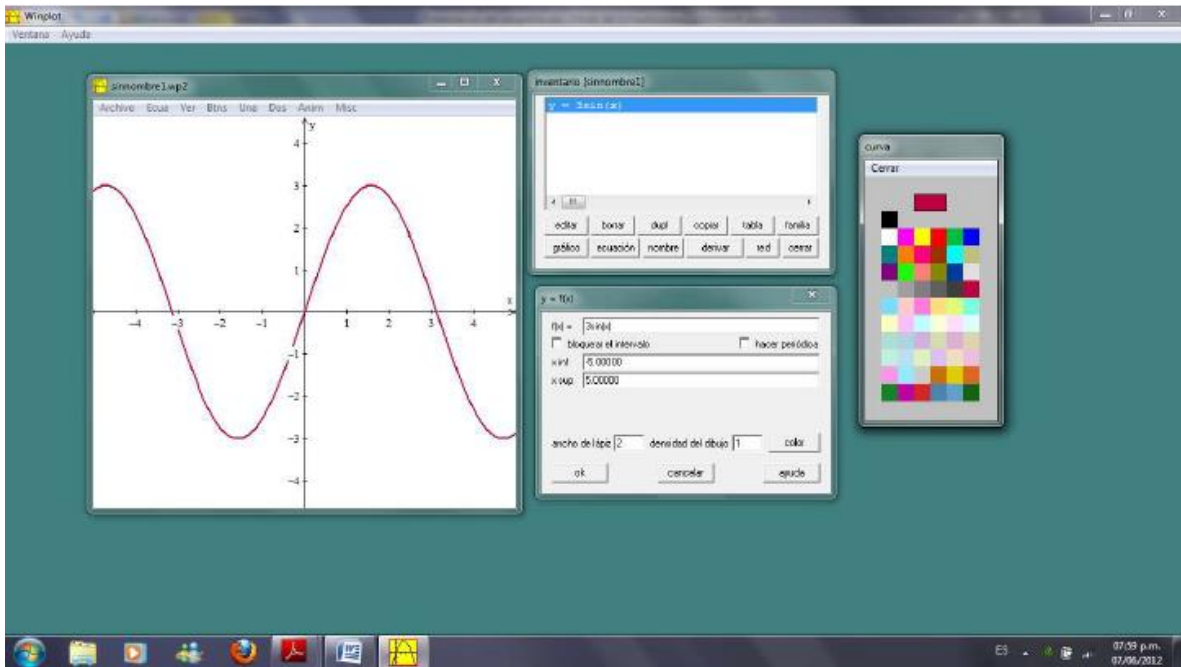 Winplot
Ventana Ayuda
sinnombre1.wp2
Archivo Ecua Ver Btns Una Dos Anim Misc
y
4
3
2
1
x
-4 -3 -2 -1 1 2 3 4
-1
-2
-3
-4
inventario [sinnombre1]
y = 3sin(x)
editar borrar dupl copiar tabla familia
gráfico ecuación nombre derivar red cerrar
y = f(x)
f(x) = 3sin(x)
bloquear el intervalo hacer periódica
x inf -5.00000
x sup 5.00000
ancho de lápiz 2 densidad del dibujo 1 color
ok cancelar ayuda
curva
Cerrar
ES
07:59 p.m.
07/06/2012